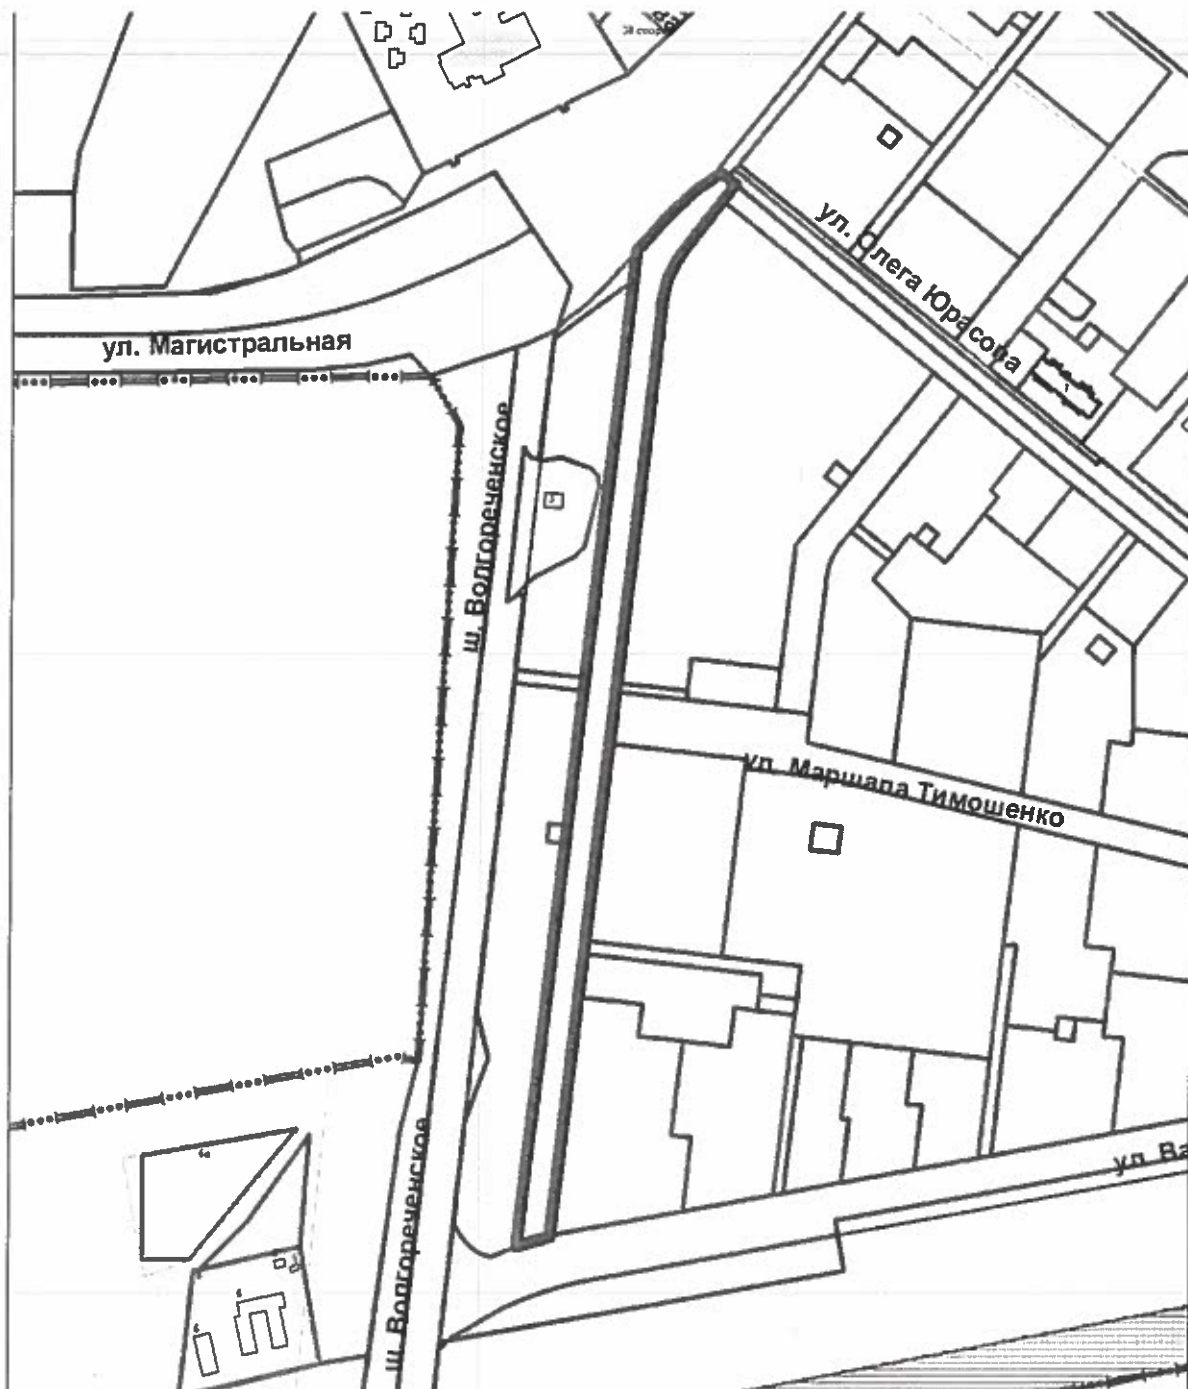 ул. Олега Юрасова
ул. Магистральная
ш. Волгореченское
ул. Маршала Тимошенко
ш. Волгореченское
ул. Ва